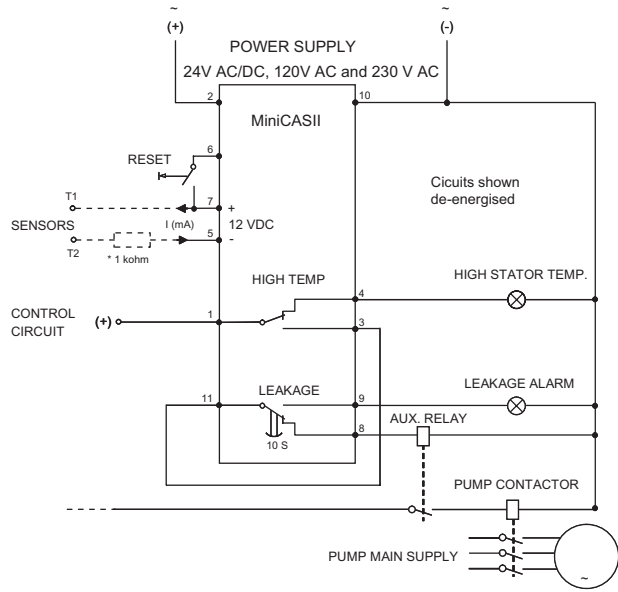 ~
(+)
~
(-)
POWER SUPPLY
24V AC/DC, 120V AC and 230 V AC
2
10
MiniCASII
6
RESET
Cicuits shown
de-energised
T1
7
+
I (mA)
12 VDC
SENSORS
5
-
T2
* 1 kohm
HIGH TEMP
HIGH STATOR TEMP.
4
CONTROL
CIRCUIT
(+)
1
3
LEAKAGE
LEAKAGE ALARM
11
9
AUX. RELAY
8
10 S
PUMP CONTACTOR
PUMP MAIN SUPPLY
~